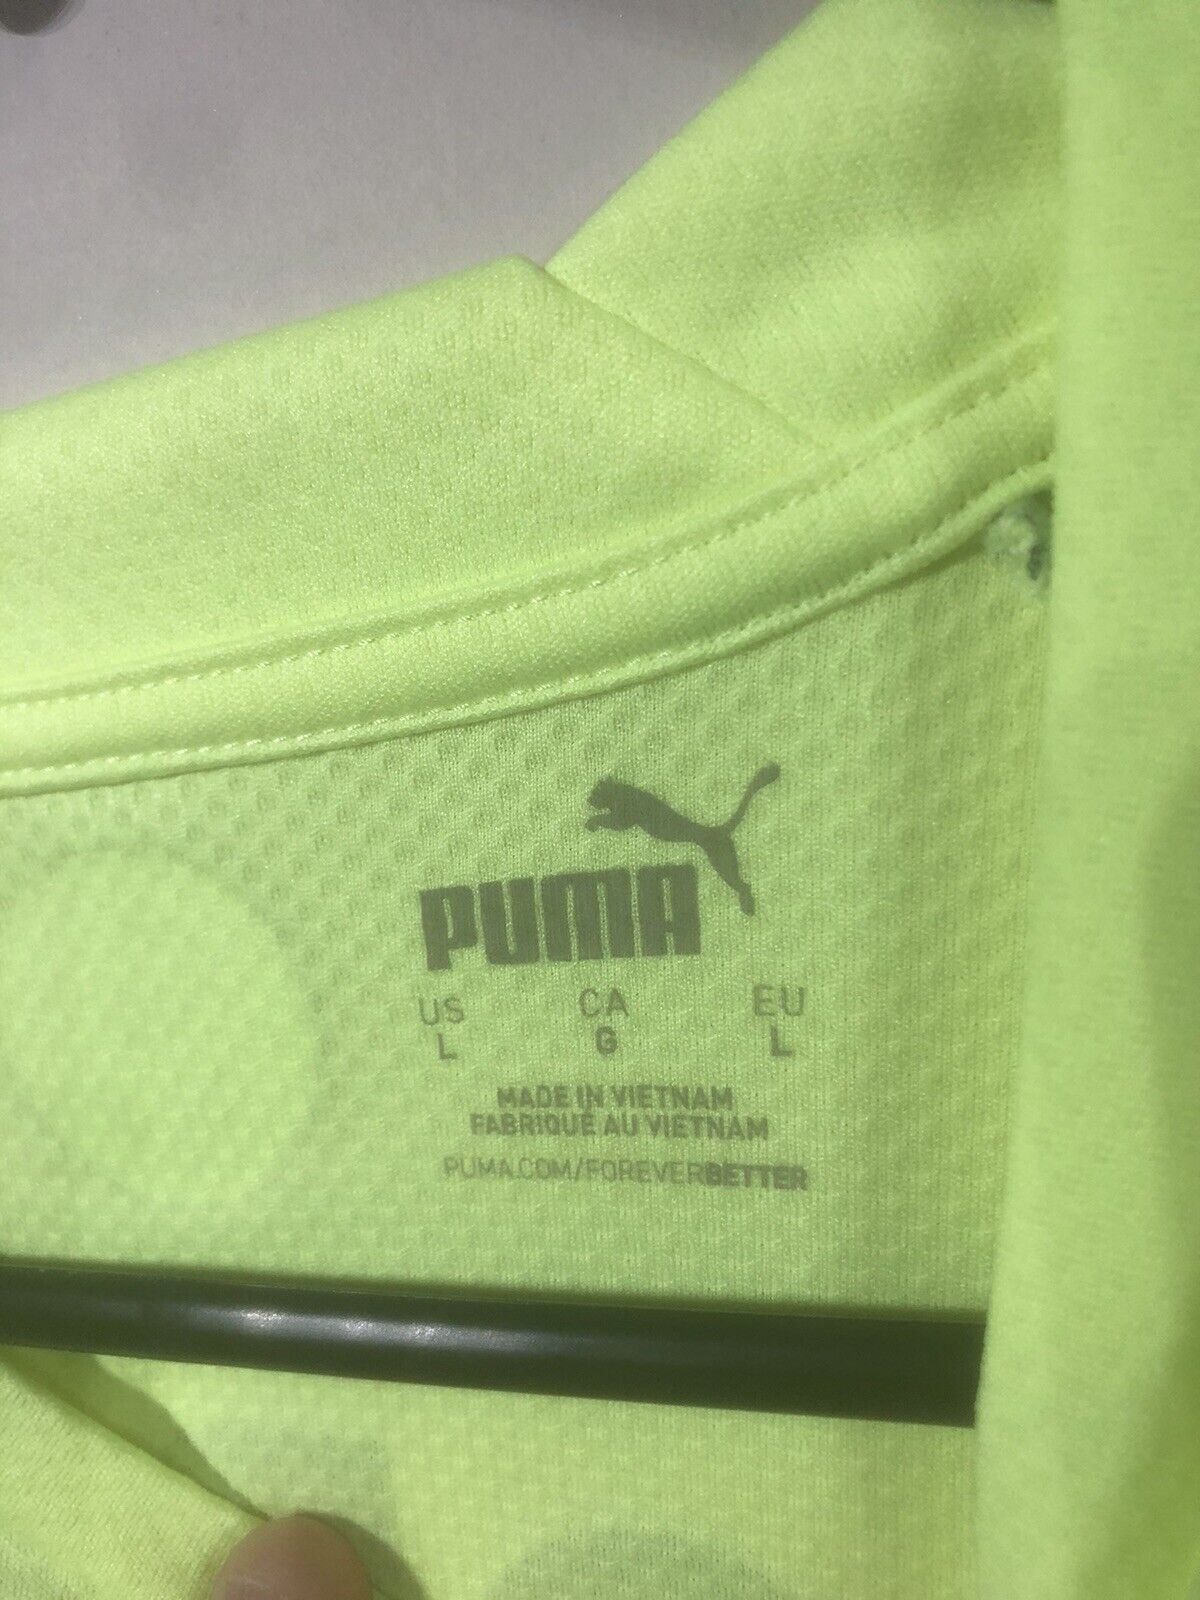 PUMA
US CA EU
L G L
MADE IN VIETNAM
FABRIQUÉ AU VIETNAM
PUMA.COM/FOREVERBETTER